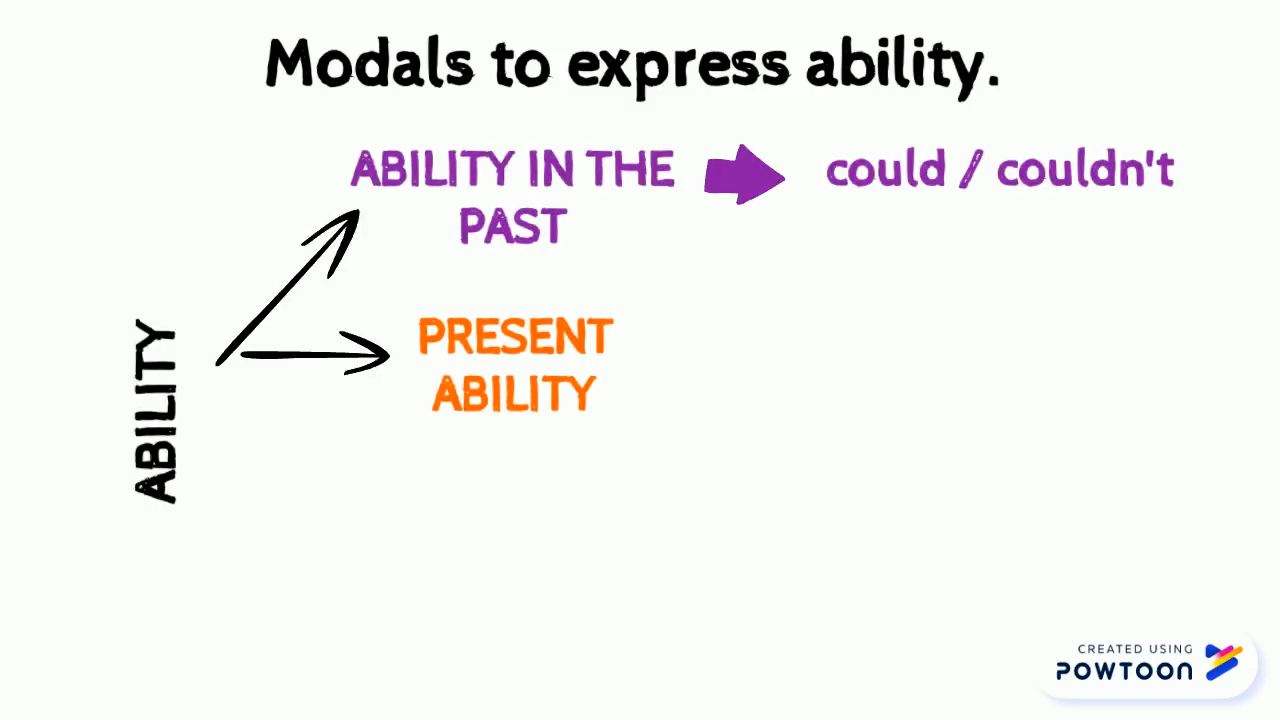 Modals to express ability.
ABILITY IN THE
PAST
could / couldn't
PRESENT
ABILITY
ABILITY
CREATED USING
POWTOON